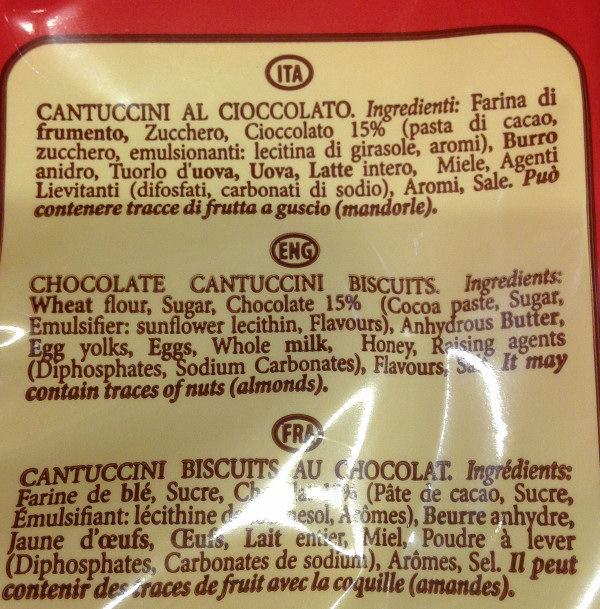 ITA
CANTUCCINI AL CIOCCOLATO. Ingredienti: Farina di
frumento, Zucchero, Cioccolato 15% (pasta di cacao,
zucchero, emulsionanti: lecitina di girasole, aromi), Burro
anidro, Tuorlo d'uova, Uova, Latte intero, Miele, Agenti
Lievitanti (difosfati, carbonati di sodio), Aromi, Sale. Può
contenere tracce di frutta a guscio (mandorle).
ENG
CHOCOLATE CANTUCCINI BISCUITS. Ingredients:
Wheat flour, Sugar, Chocolate 15% (Cocoa paste, Sugar,
Emulsifier: sunflower lecithin, Flavours), Anhydrous Butter,
Egg yolks, Eggs, Whole milk, Honey, Raising agents
(Diphosphates, Sodium Carbonates), Flavours, It may
contain traces of nuts (almonds).
FRA
CANTUCCINI BISCUITS AU CHOCOLAT. Ingrédients:
Farine de blé, Sucre, (Pâte de cacao, Sucre,
Émulsifiant: lécithine Arômes), Beurre anhydre,
Jaune d'œufs, Œufs, Lait entier, Miel, Poudre à lever
(Diphosphates, Carbonates de sodium), Arômes, Sel. Il peut
contenir des traces de fruit avec la coquille (amandes).